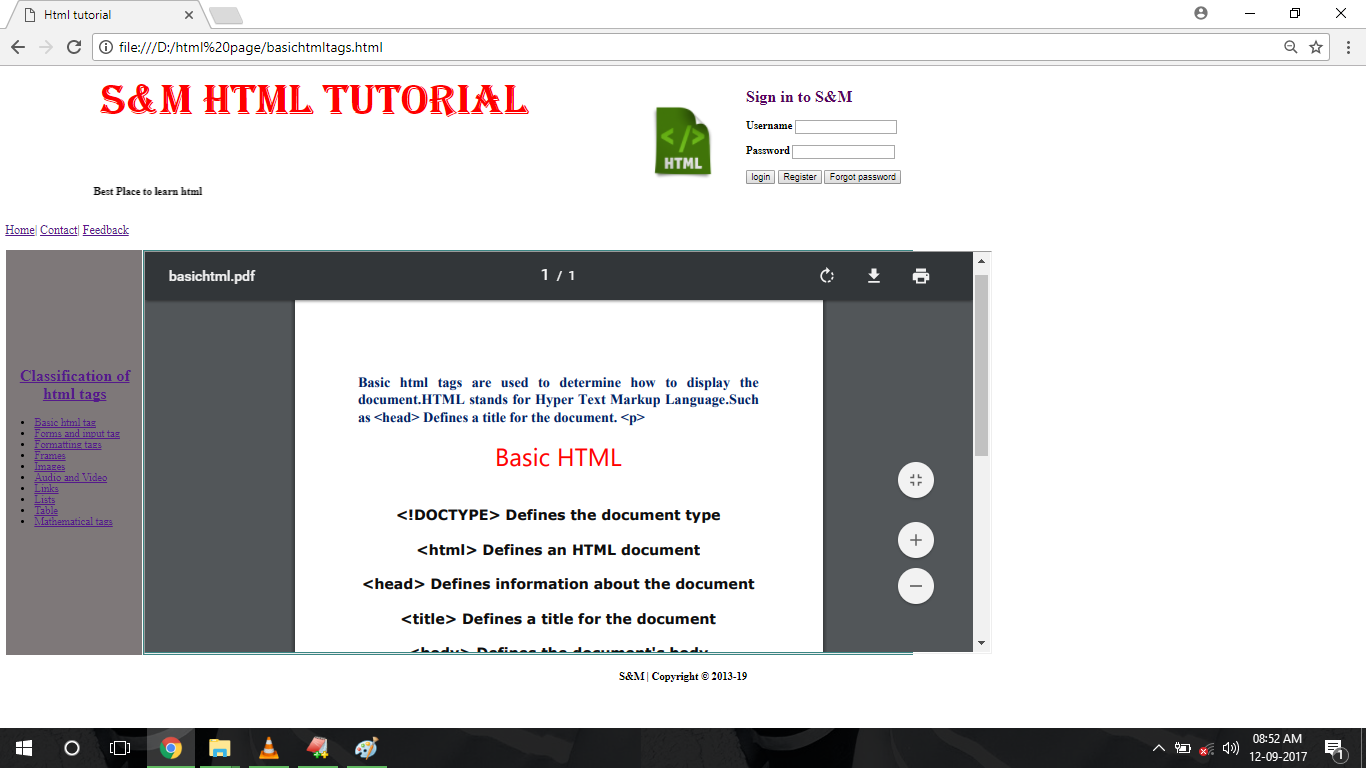 Html tutorial
file:///D:/html%20page/basichtmltags.html
S&M HTML TUTORIAL
</>
HTML
Sign in to S&M
Username
Password
login Register Forgot password
Best Place to learn html
Home| Contact| Feedback
Classification of
html tags
Basic html tag
Forms and input tag
Formatting tags
Frames
Images
Audio and Video
Links
Lists
Table
Mathematical tags
basichtml.pdf 1 / 1
Basic html tags are used to determine how to display the
document.HTML stands for Hyper Text Markup Language.Such
as <head> Defines a title for the document. <p>
Basic HTML
<!DOCTYPE> Defines the document type
<html> Defines an HTML document
<head> Defines information about the document
<title> Defines a title for the document
<body> Defines the document's body
S&M | Copyright © 2013-19
08:52 AM
12-09-2017
1